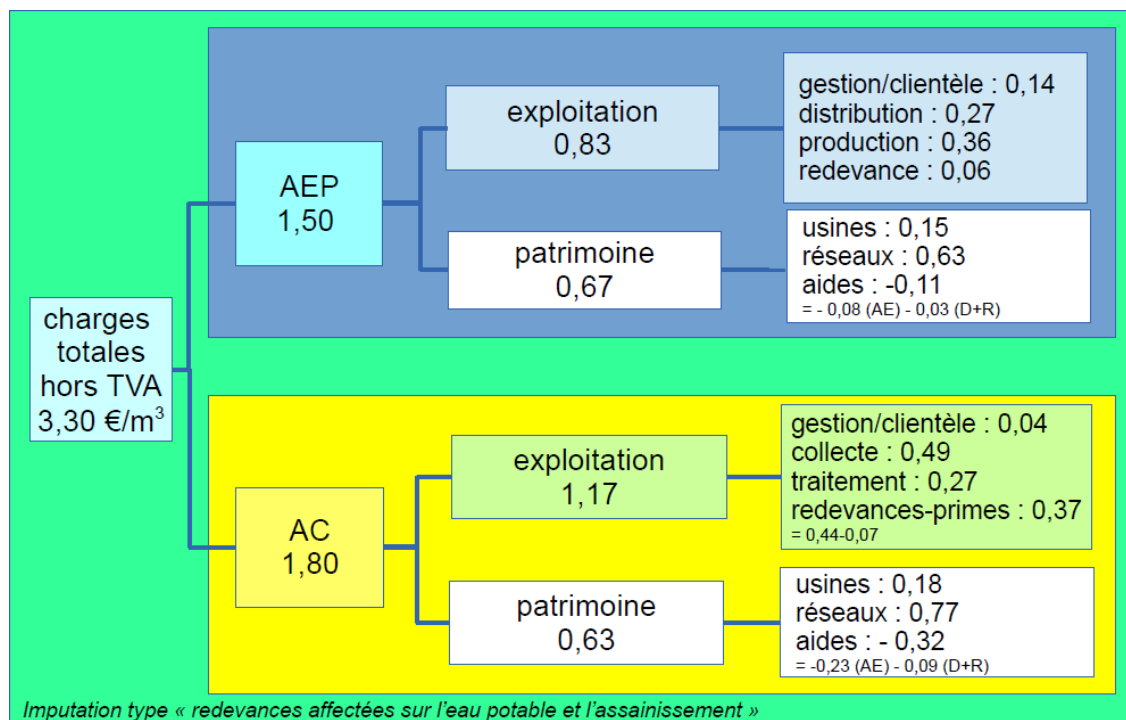 charges
totales
hors TVA
3,30 €/m³
AEP
1,50
exploitation
0,83
gestion/clientèle : 0,14
distribution : 0,27
production : 0,36
redevance : 0,06
patrimoine
0,67
usines : 0,15
réseaux : 0,63
aides : -0,11
= - 0,08 (AE) - 0,03 (D+R)
AC
1,80
exploitation
1,17
gestion/clientèle : 0,04
collecte : 0,49
traitement : 0,27
redevances-primes : 0,37
= 0,44-0,07
patrimoine
0,63
usines : 0,18
réseaux : 0,77
aides : - 0,32
= -0,23 (AE) - 0,09 (D+R)
Imputation type « redevances affectées sur l'eau potable et l'assainissement »